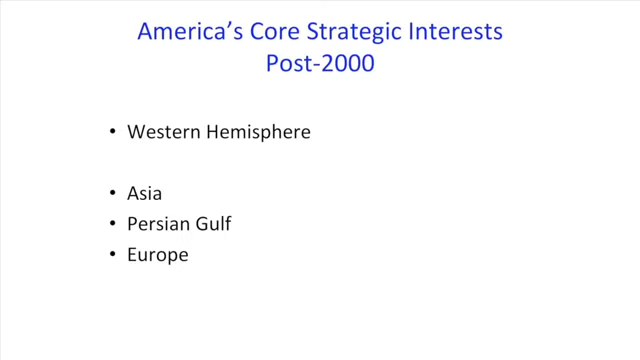 America's Core Strategic Interests
Post-2000
• Western Hemisphere
• Asia
• Persian Gulf
• Europe